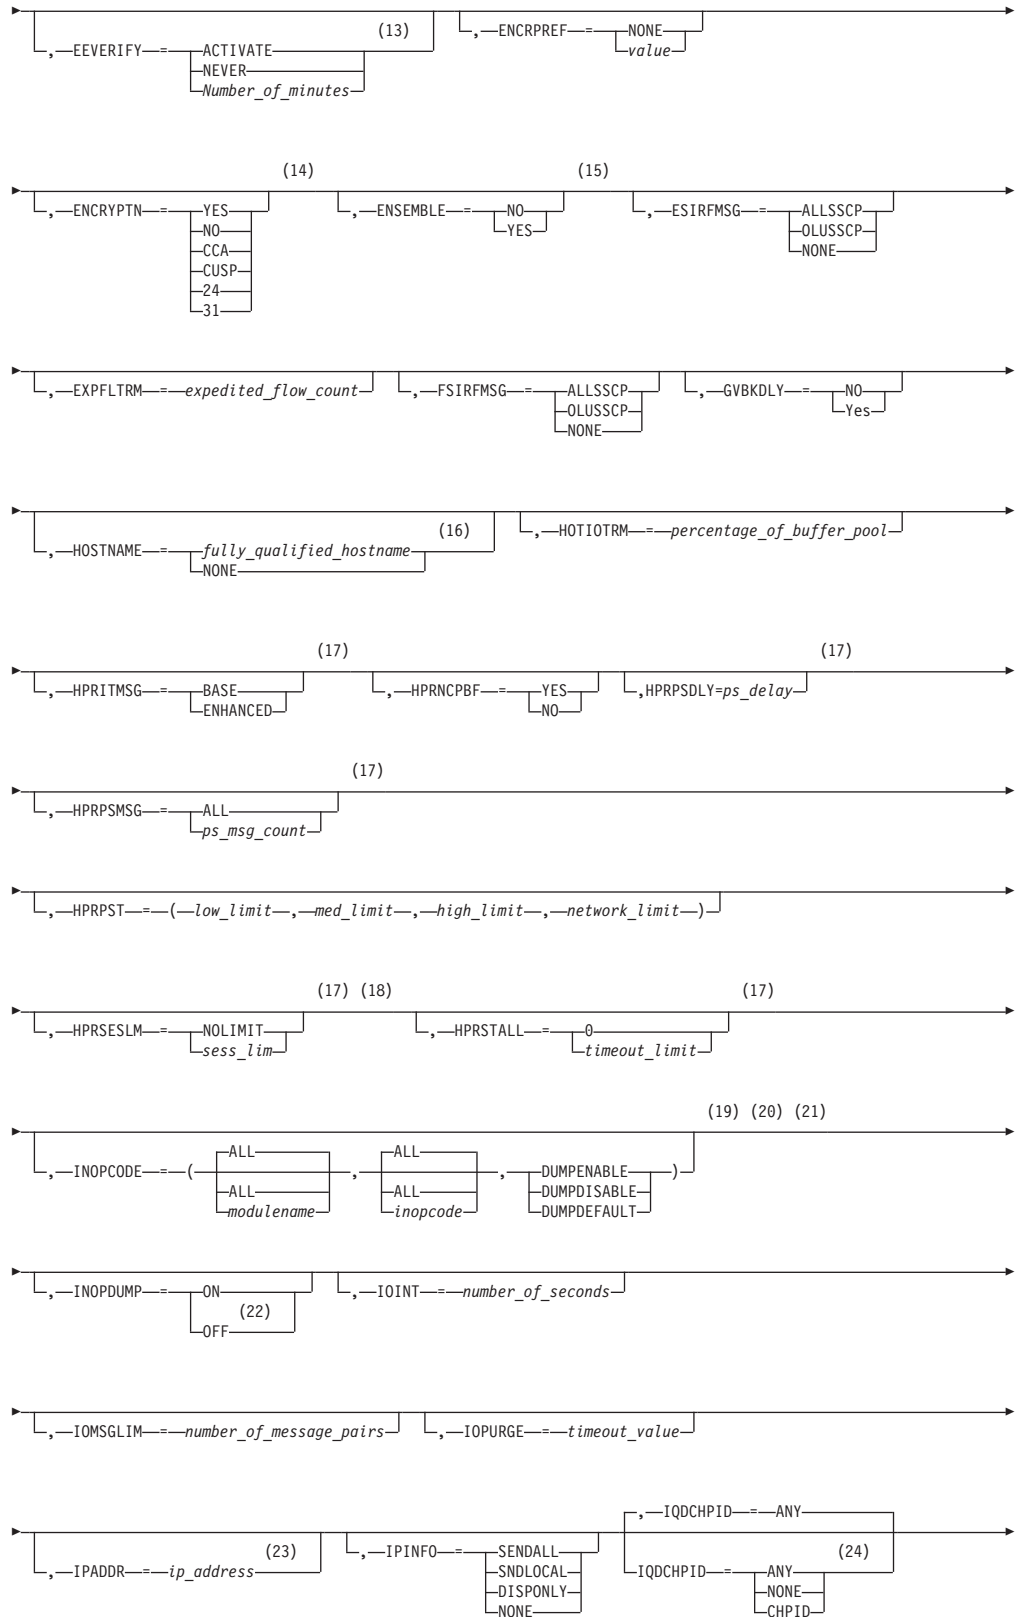 (13)
, EEVERIFY = ACTIVATE , ENCRPREF = NONE
NEVER value
Number_of_minutes
(14) (15)
, ENCRYPTN = YES , ENSEMBLE = NO , ESIRFMSG = ALLSSCP
NO YES OLUSSCP
CCA NONE
CUSP
24
31
, EXPFLTRM = expedited_flow_count , FSIRFMSG = ALLSSCP , GVBKDLY = NO
OLUSSCP Yes
NONE
(16) , HOTIOTRM = percentage_of_buffer_pool
, HOSTNAME = fully_qualified_hostname
NONE
(17) (17)
, HPRITMSG = BASE , HPRNCPBF = YES ,HPRPSDLY=ps_delay
ENHANCED NO
(17)
, HPRPSMSG = ALL
ps_msg_count
, HPRPST = ( low_limit , med_limit , high_limit , network_limit )
(17) (18) (17)
, HPRSESLM = NOLIMIT , HPRSTALL = 0
sess_lim timeout_limit
(19) (20) (21)
ALL ALL
, INOPCODE = ( , , DUMPENABLE )
ALL ALL DUMPDISABLE
modulename inopcode DUMPDEFAULT
, INOPDUMP = ON , IOINT = number_of_seconds
(22)
OFF
, IOMSGLIM = number_of_message_pairs , IOPURGE = timeout_value
, IQDCHPID = ANY
(23) (24)
, IPADDR = ip_address , IPINFO = SENDALL IQDCHPID = ANY
SNDLOCAL NONE
DISPONLY CHPID
NONE